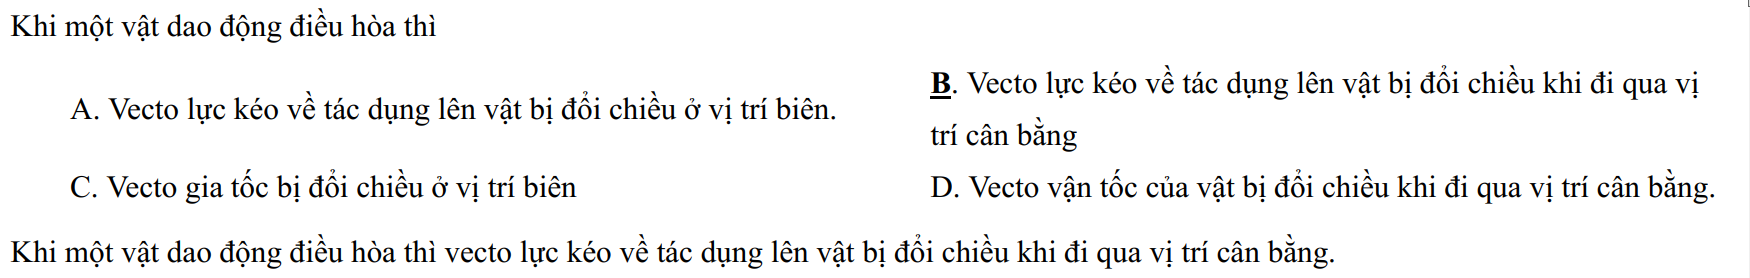 Khi một vật dao động điều hòa thì
A. Vecto lực kéo về tác dụng lên vật bị đổi chiều ở vị trí biên.
B. Vecto lực kéo về tác dụng lên vật bị đổi chiều khi đi qua vị
trí cân bằng
C. Vecto gia tốc bị đổi chiều ở vị trí biên
D. Vecto vận tốc của vật bị đổi chiều khi đi qua vị trí cân bằng.
Khi một vật dao động điều hòa thì vecto lực kéo về tác dụng lên vật bị đổi chiều khi đi qua vị trí cân bằng.